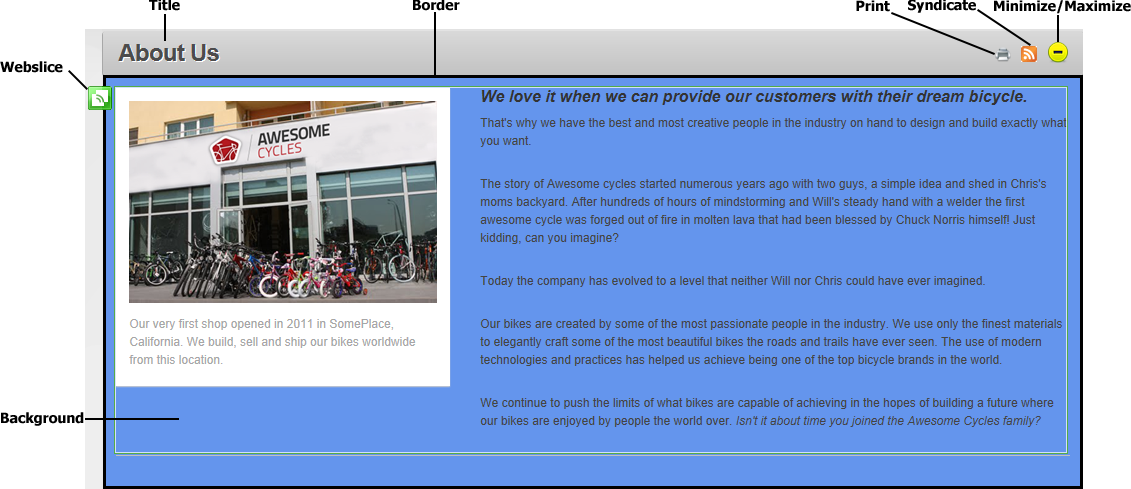 Title
Border
Print
Syndicate
Minimize/Maximize
About Us
Webslice
AWESOME
CYCLES
Our very first shop opened in 2011 in SomePlace,
California. We build, sell and ship our bikes worldwide
from this location.
Background
We love it when we can provide our customers with their dream bicycle.
That's why we have the best and most creative people in the industry on hand to design and build exactly what
you want.
The story of Awesome cycles started numerous years ago with two guys, a simple idea and shed in Chris's
moms backyard. After hundreds of hours of mindstorming and Will's steady hand with a welder the first
awesome cycle was forged out of fire in molten lava that had been blessed by Chuck Norris himself! Just
kidding, can you imagine?
Today the company has evolved to a level that neither Will nor Chris could have ever imagined.
Our bikes are created by some of the most passionate people in the industry. We use only the finest materials
to elegantly craft some of the most beautiful bikes the roads and trails have ever seen. The use of modern
technologies and practices has helped us achieve being one of the top bicycle brands in the world.
We continue to push the limits of what bikes are capable of achieving in the hopes of building a future where
our bikes are enjoyed by people the world over. Isn't it about time you joined the Awesome Cycles family?